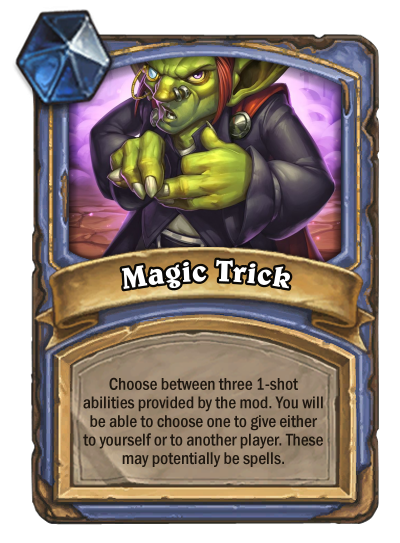 Magic Trick
Choose between three 1-shot
abilities provided by the mod. You will
be able to choose one to give either
to yourself or to another player. These
may potentially be spells.